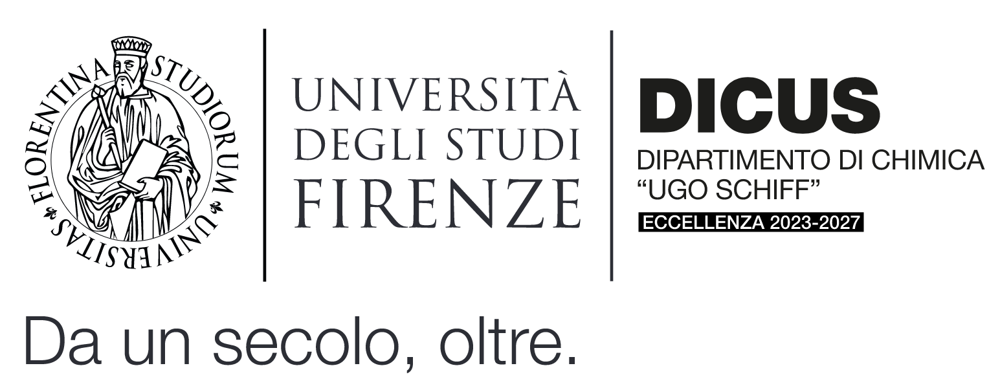 FLORENTINA STUDIORUM UNIVERSITAS
UNIVERSITÀ
DEGLI STUDI
FIRENZE
DICUS
DIPARTIMENTO DI CHIMICA
“UGO SCHIFF”
ECCELLENZA 2023-2027
Da un secolo, oltre.